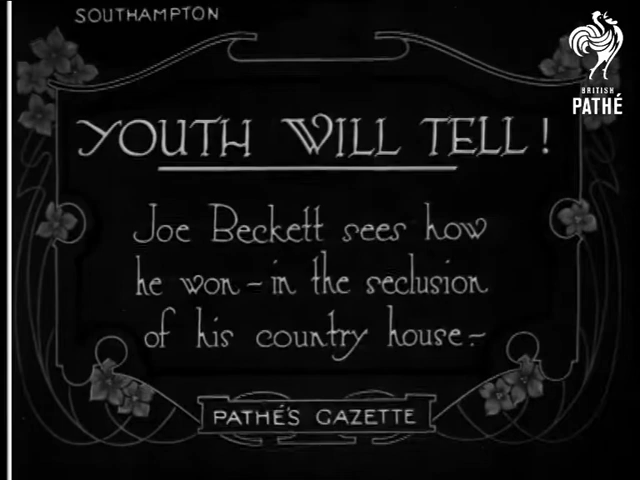 SOUTHAMPTON
BRITISH
PATHÉ
YOUTH WILL TELL!
Joe Beckett sees how
he won - in the seclusion
of his country house:-
PATHÉ'S GAZETTE